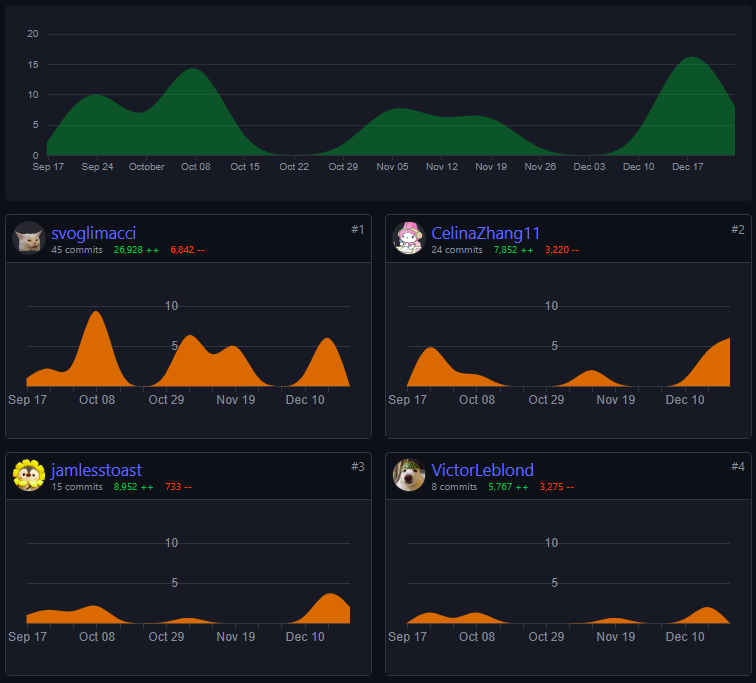 20
15
10
5
0
Sep 17 Sep 24 October Oct 08 Oct 15 Oct 22 Oct 29 Nov 05 Nov 12 Nov 19 Nov 26 Dec 03 Dec 10 Dec 17
svoglimacci #1
45 commits 26,928 ++ 6,842 --
10
5
Sep 17 Oct 08 Oct 29 Nov 19 Dec 10
CelinaZhang11 #2
24 commits 7,852 ++ 3,220 --
10
5
Sep 17 Oct 08 Oct 29 Nov 19 Dec 10
jamlesstoast #3
15 commits 8,952 ++ 733 --
10
5
Sep 17 Oct 08 Oct 29 Nov 19 Dec 10
VictorLeblond #4
8 commits 5,767 ++ 3,275 --
10
5
Sep 17 Oct 08 Oct 29 Nov 19 Dec 10